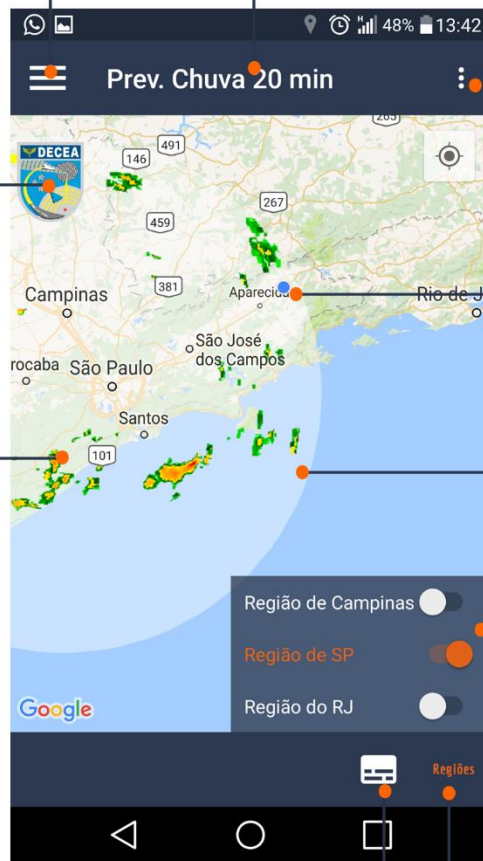 48% 13:42
Prev. Chuva 20 min
265
DECEA
491
146
267
459
381
Campinas
Aparecida
Rio de J
São José
dos Campos
rocaba
São Paulo
Santos
101
Região de Campinas
Região de SP
Região do RJ
Google
Regiões